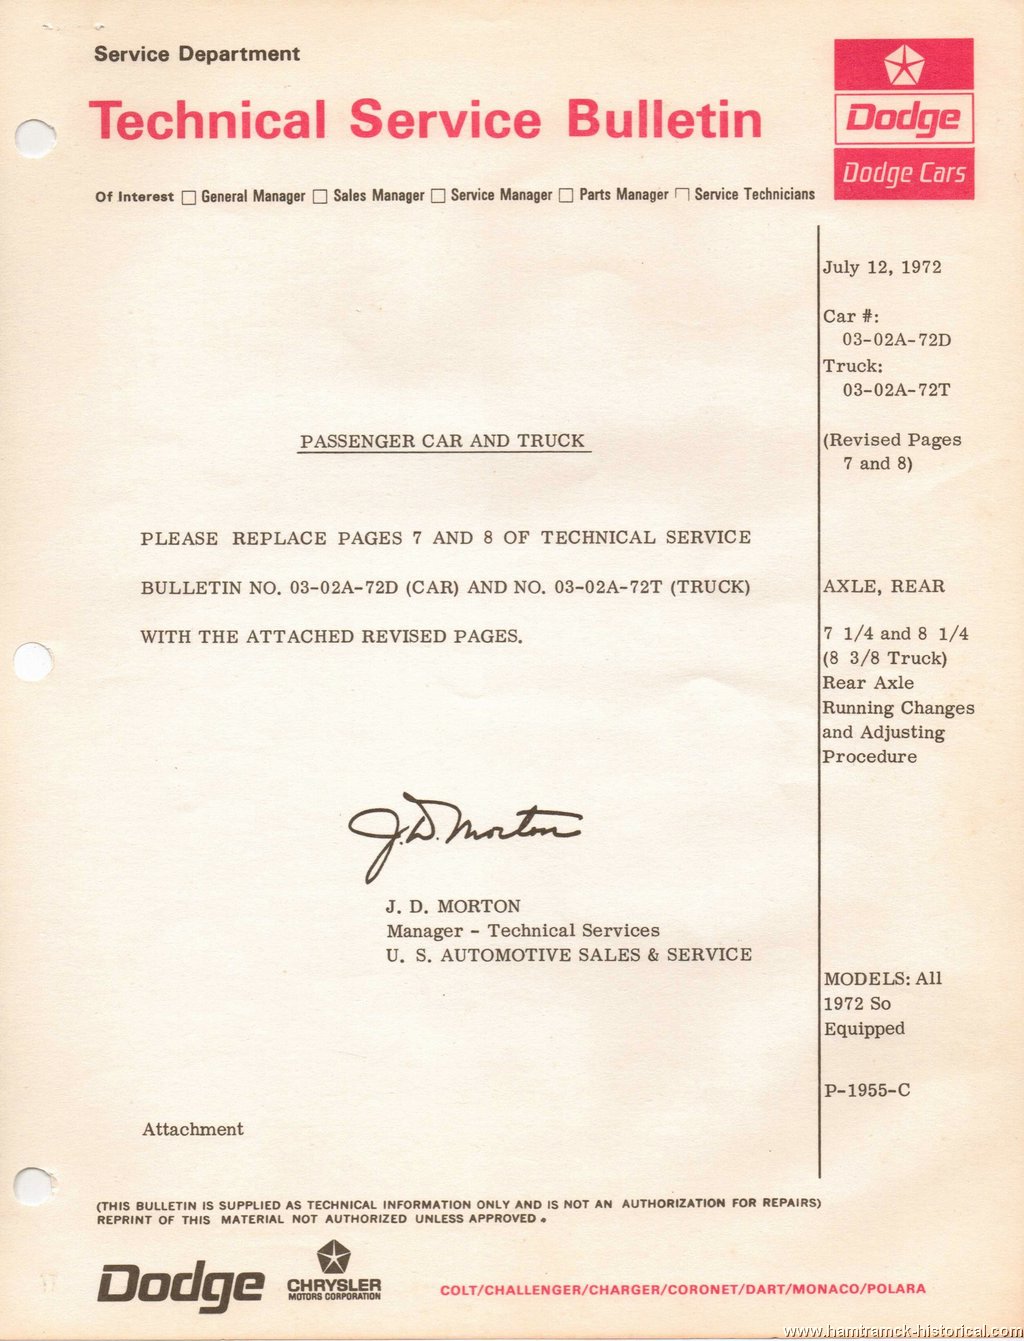 Service Department
Technical Service Bulletin
Dodge
Dodge Cars
Of Interest General Manager Sales Manager Service Manager Parts Manager Service Technicians
July 12, 1972
Car #:
03-02A-72D
Truck:
03-02A-72T
(Revised Pages
7 and 8)
PASSENGER CAR AND TRUCK
PLEASE REPLACE PAGES 7 AND 8 OF TECHNICAL SERVICE
BULLETIN NO. 03-02A-72D (CAR) AND NO. 03-02A-72T (TRUCK)
WITH THE ATTACHED REVISED PAGES.
AXLE, REAR
7 1/4 and 8 1/4
(8 3/8 Truck)
Rear Axle
Running Changes
and Adjusting
Procedure
J. D. Morton
J. D. MORTON
Manager - Technical Services
U. S. AUTOMOTIVE SALES & SERVICE
MODELS: All
1972 So
Equipped
P-1955-C
Attachment
(THIS BULLETIN IS SUPPLIED AS TECHNICAL INFORMATION ONLY AND IS NOT AN AUTHORIZATION FOR REPAIRS)
REPRINT OF THIS MATERIAL NOT AUTHORIZED UNLESS APPROVED.
Dodge
CHRYSLER
MOTORS CORPORATION
COLT/CHALLENGER/CHARGER/CORONET/DART/MONACO/POLARA
www.hamtramck-historical.com